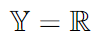 𝕐 = ℝ